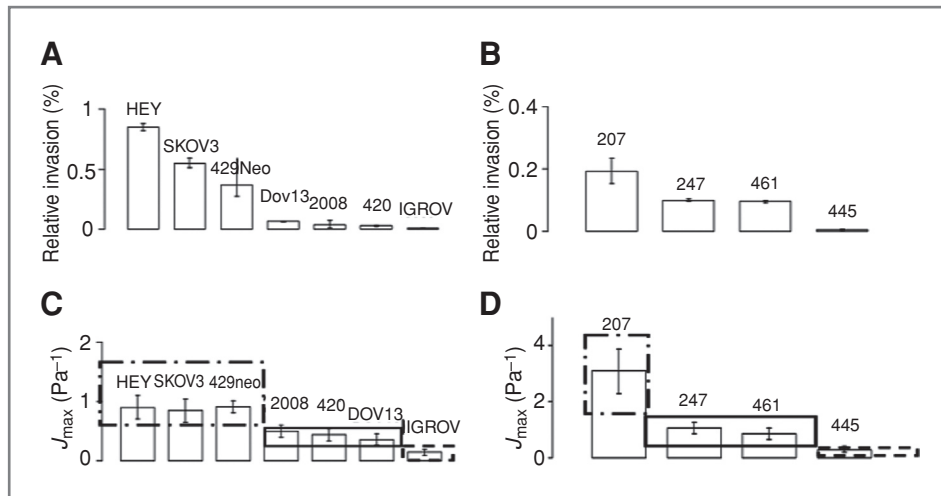 A
Relative invasion (%)
1
0.5
0
HEY
SKOV3
429Neo
Dov13
2008
420
IGROV
B
Relative invasion (%)
0.4
0.2
0
207
247
461
445
C
Jmax (Pa–1)
2
1
0
HEY
SKOV3
429neo
2008
420
DOV13
IGROV
D
Jmax (Pa–1)
4
2
0
207
247
461
445